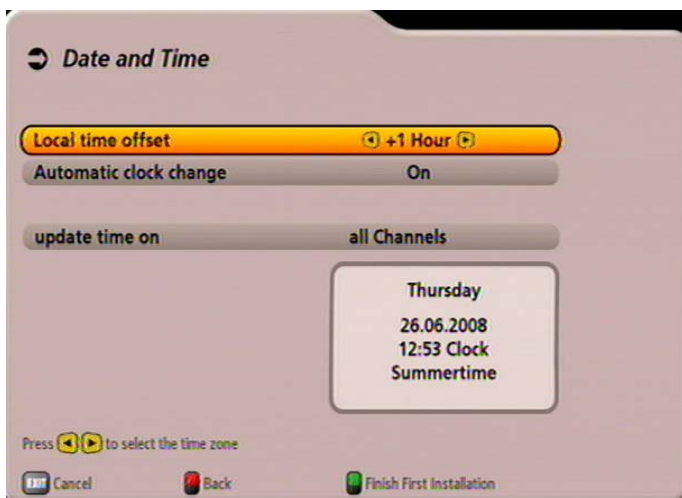 Date and Time
Local time offset +1 Hour
Automatic clock change On
update time on all Channels
Thursday
26.06.2008
12:53 Clock
Summertime
Press to select the time zone
EXIT Cancel Back Finish First Installation